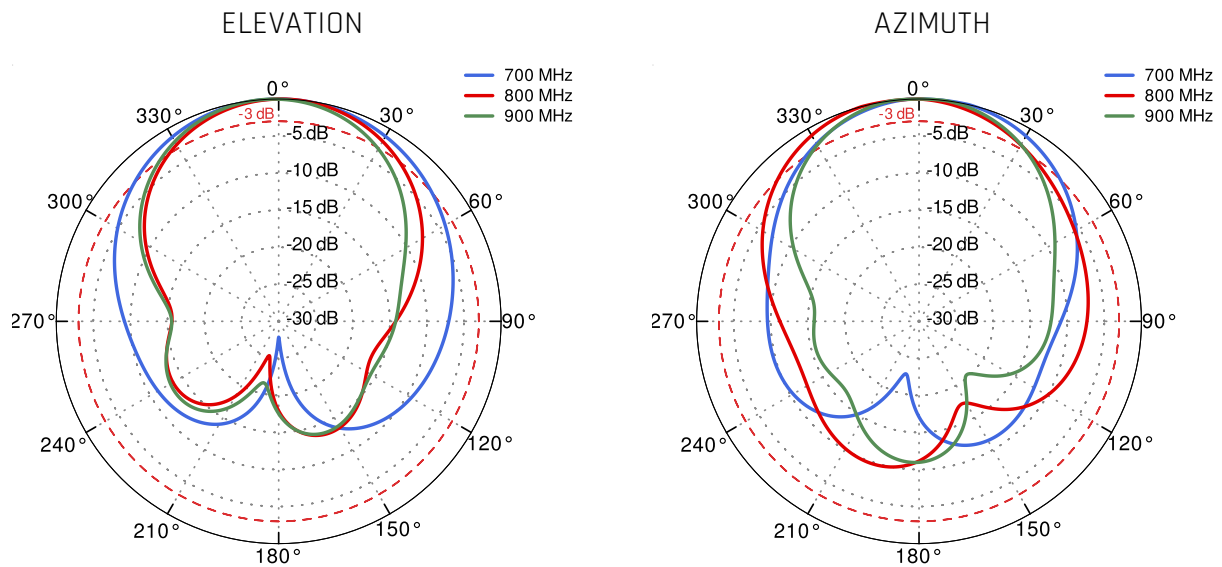 ELEVATION
700 MHz
800 MHz
900 MHz
0°
330°
-3 dB
30°
-5 dB
-10 dB
300°
60°
-15 dB
-20 dB
-25 dB
270°
-30 dB
90°
240°
120°
210°
150°
180°
AZIMUTH
700 MHz
800 MHz
900 MHz
0°
330°
-3 dB
30°
-5 dB
-10 dB
300°
60°
-15 dB
-20 dB
-25 dB
270°
-30 dB
90°
240°
120°
210°
150°
180°